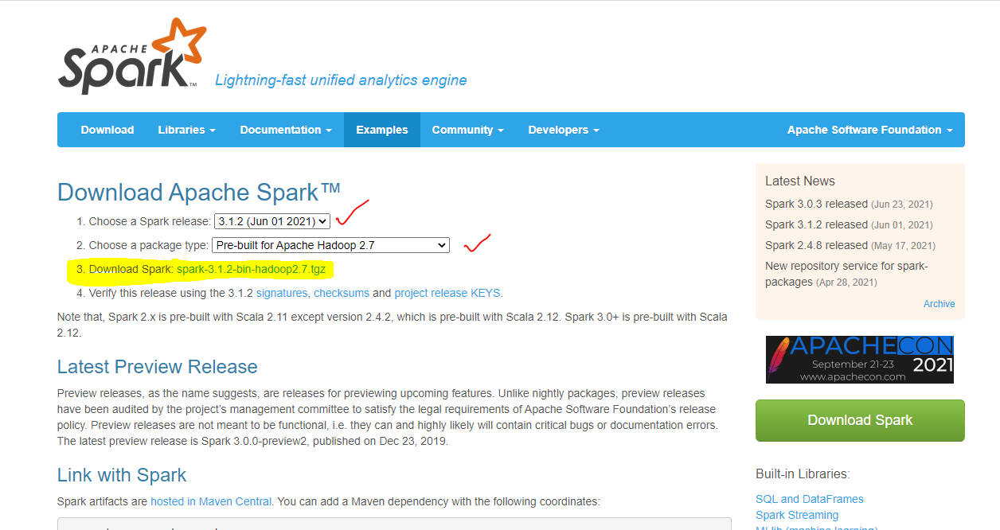 APACHE
Spark™
Lightning-fast unified analytics engine
Download Libraries Documentation Examples Community Developers Apache Software Foundation
Download Apache Spark™
1. Choose a Spark release: 3.1.2 (Jun 01 2021)
2. Choose a package type: Pre-built for Apache Hadoop 2.7
3. Download Spark: spark-3.1.2-bin-hadoop2.7.tgz
4. Verify this release using the 3.1.2 signatures, checksums and project release KEYS.
Note that, Spark 2.x is pre-built with Scala 2.11 except version 2.4.2, which is pre-built with Scala 2.12. Spark 3.0+ is pre-built with Scala
2.12.
Latest Preview Release
Preview releases, as the name suggests, are releases for previewing upcoming features. Unlike nightly packages, preview releases
have been audited by the project's management committee to satisfy the legal requirements of Apache Software Foundation's release
policy. Preview releases are not meant to be functional, i.e. they can and highly likely will contain critical bugs or documentation errors.
The latest preview release is Spark 3.0.0-preview2, published on Dec 23, 2019.
Link with Spark
Spark artifacts are hosted in Maven Central. You can add a Maven dependency with the following coordinates:
Latest News
Spark 3.0.3 released (Jun 23, 2021)
Spark 3.1.2 released (Jun 01, 2021)
Spark 2.4.8 released (May 17, 2021)
New repository service for spark-
packages (Apr 28, 2021)
Archive
APACHECON
September 21-23 2021
www.apachecon.com
Download Spark
Built-in Libraries:
SQL and DataFrames
Spark Streaming
MLlib (machine learning)